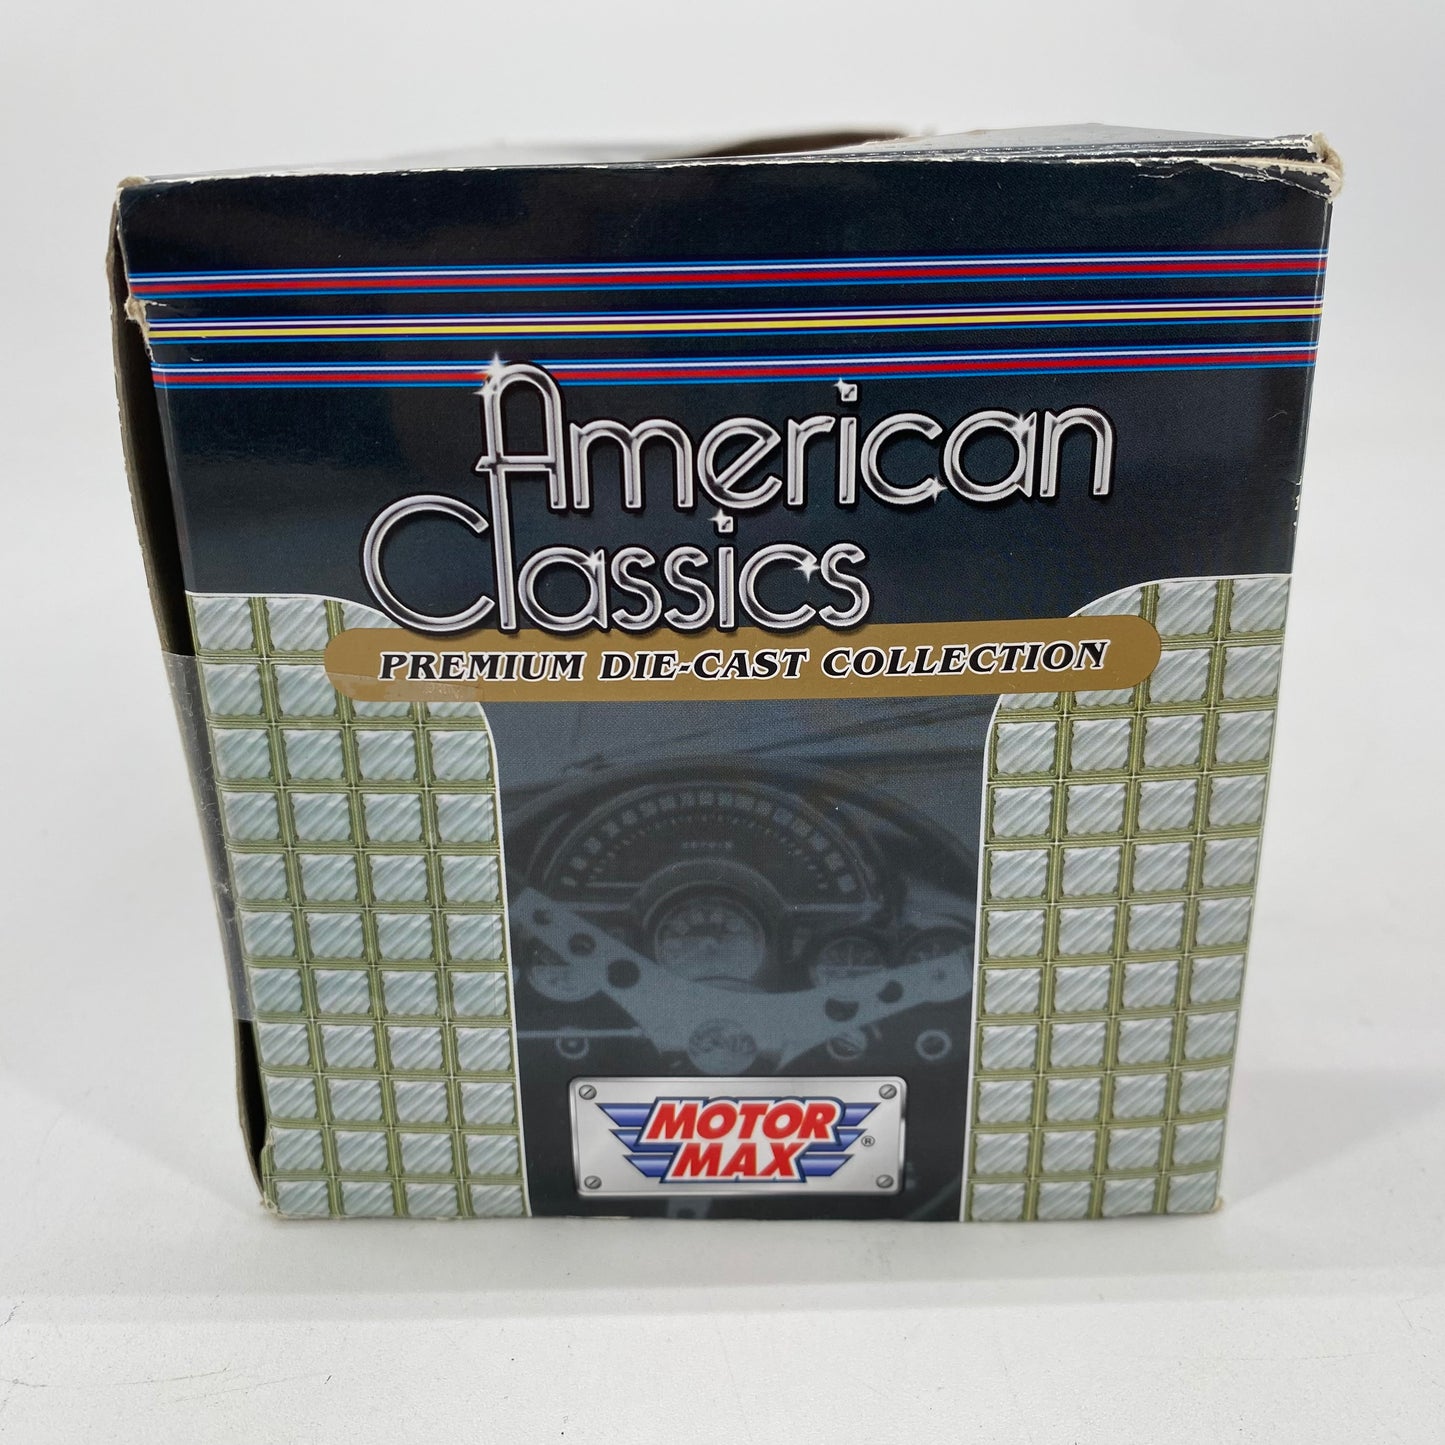 American
Classics
PREMIUM DIE-CAST COLLECTION
MOTOR
MAX ®